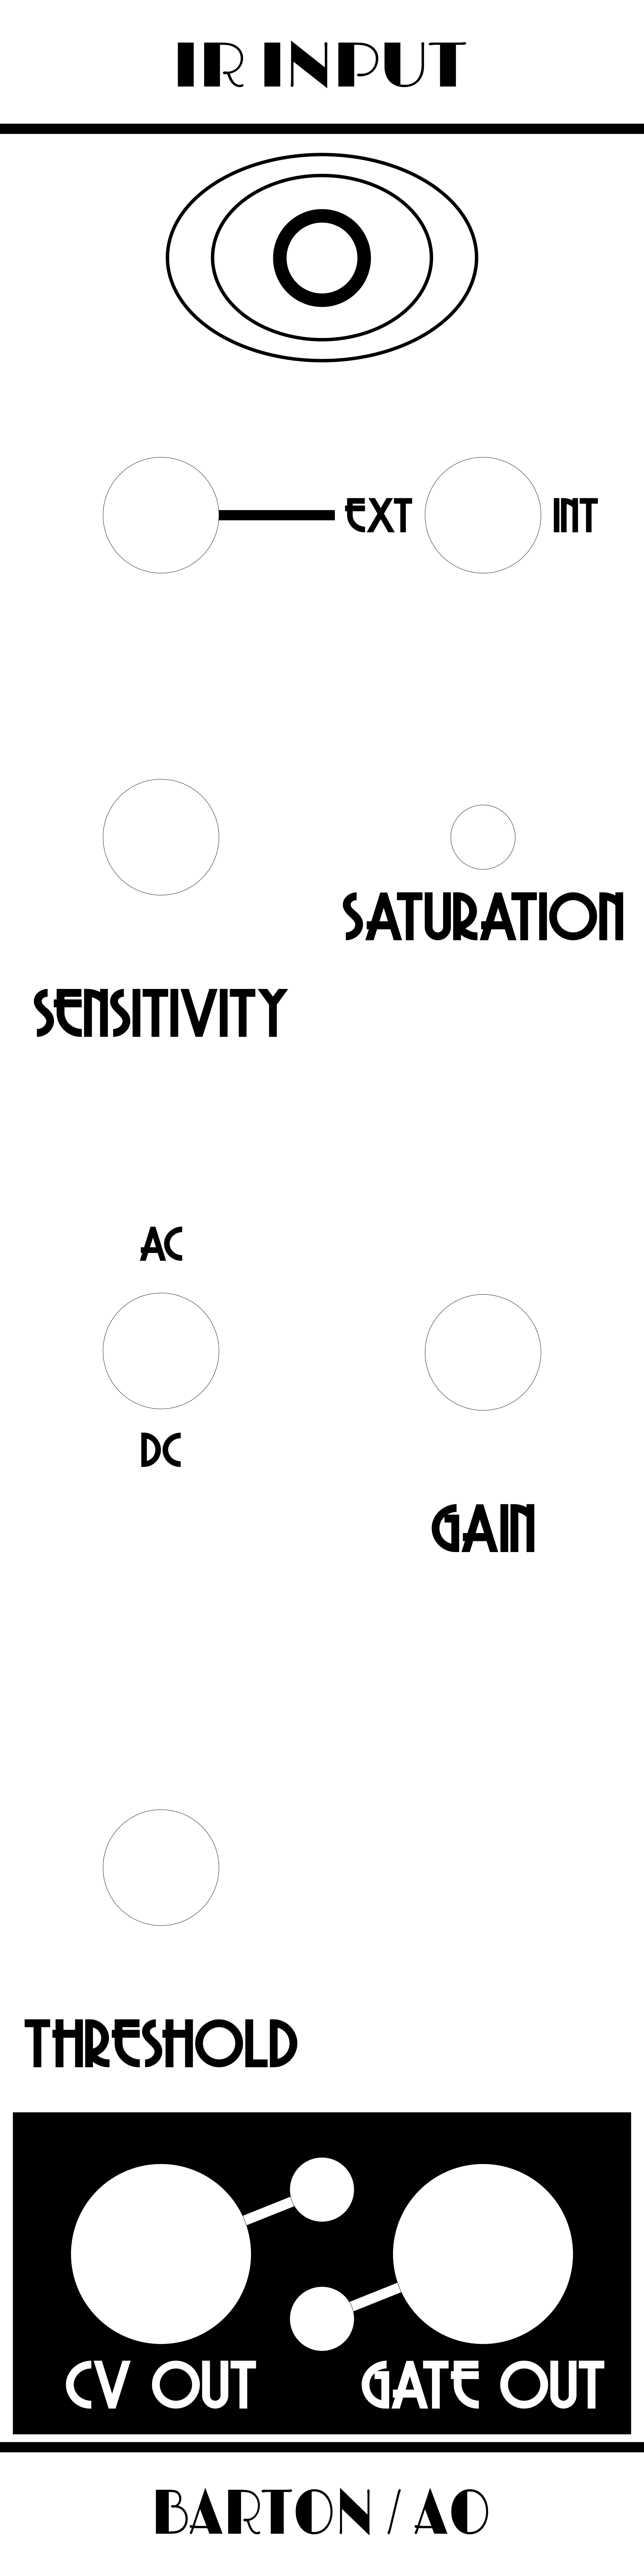 IR INPUT
EXT INT
SATURATION
SENSITIVITY
AC
DC
GAIN
THRESHOLD
CV OUT GATE OUT
BARTON / AO